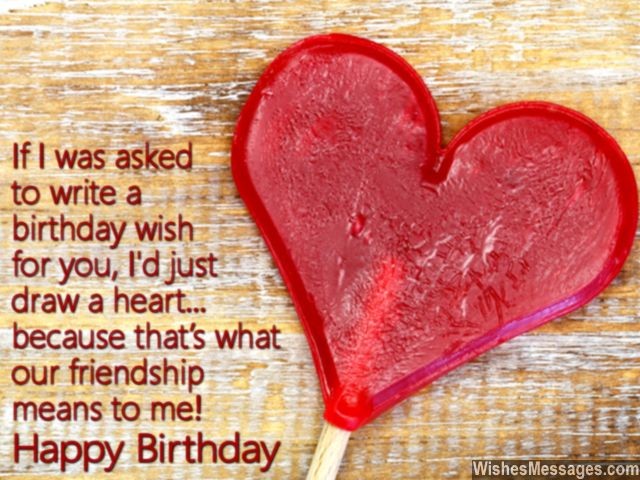 If I was asked
to write a
birthday wish
for you, I'd just
draw a heart...
because that's what
our friendship
means to me!
Happy Birthday
WishesMessages.com